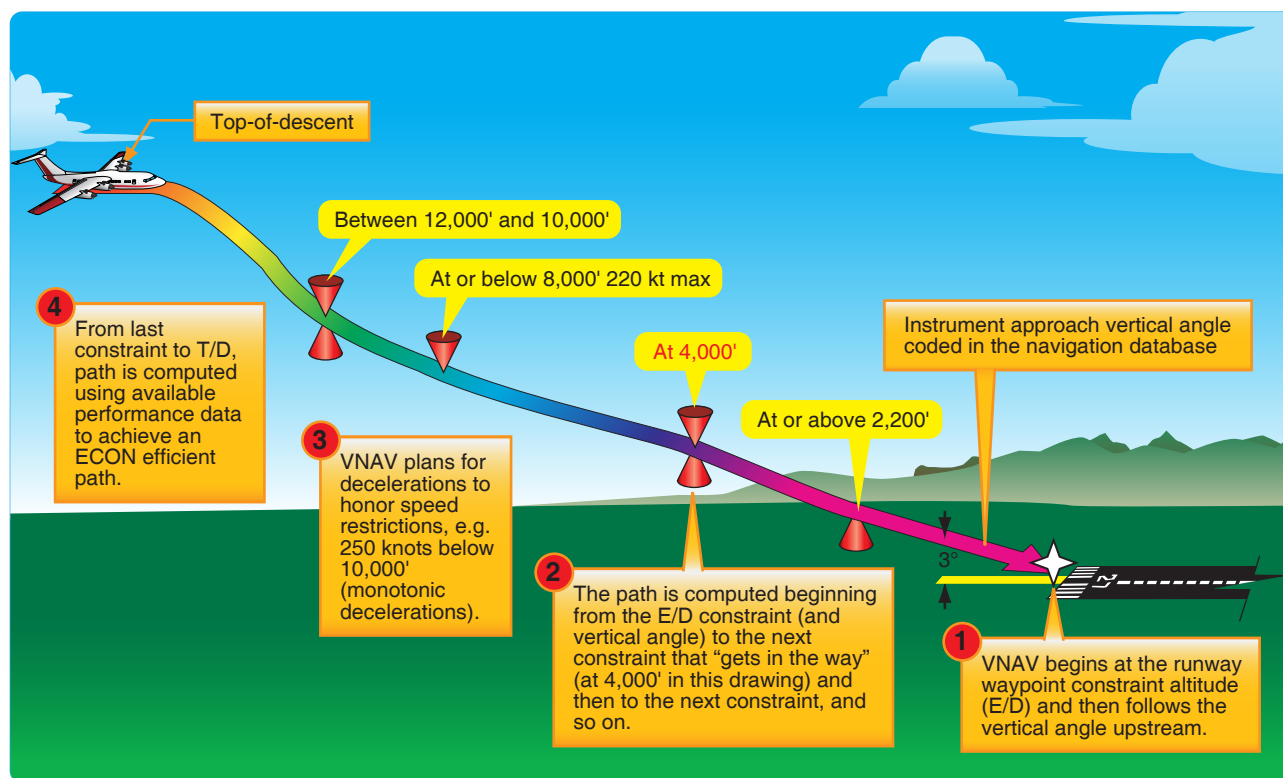 Top-of-descent
Between 12,000' and 10,000'
At or below 8,000' 220 kt max
At 4,000'
At or above 2,200'
Instrument approach vertical angle
coded in the navigation database
4
From last
constraint to T/D,
path is computed
using available
performance data
to achieve an
ECON efficient
path.
3
VNAV plans for
decelerations to
honor speed
restrictions, e.g.
250 knots below
10,000'
(monotonic
decelerations).
2
The path is computed beginning
from the E/D constraint (and
vertical angle) to the next
constraint that “gets in the way”
(at 4,000' in this drawing) and
then to the next constraint, and
so on.
3°
1
VNAV begins at the runway
waypoint constraint altitude
(E/D) and then follows the
vertical angle upstream.